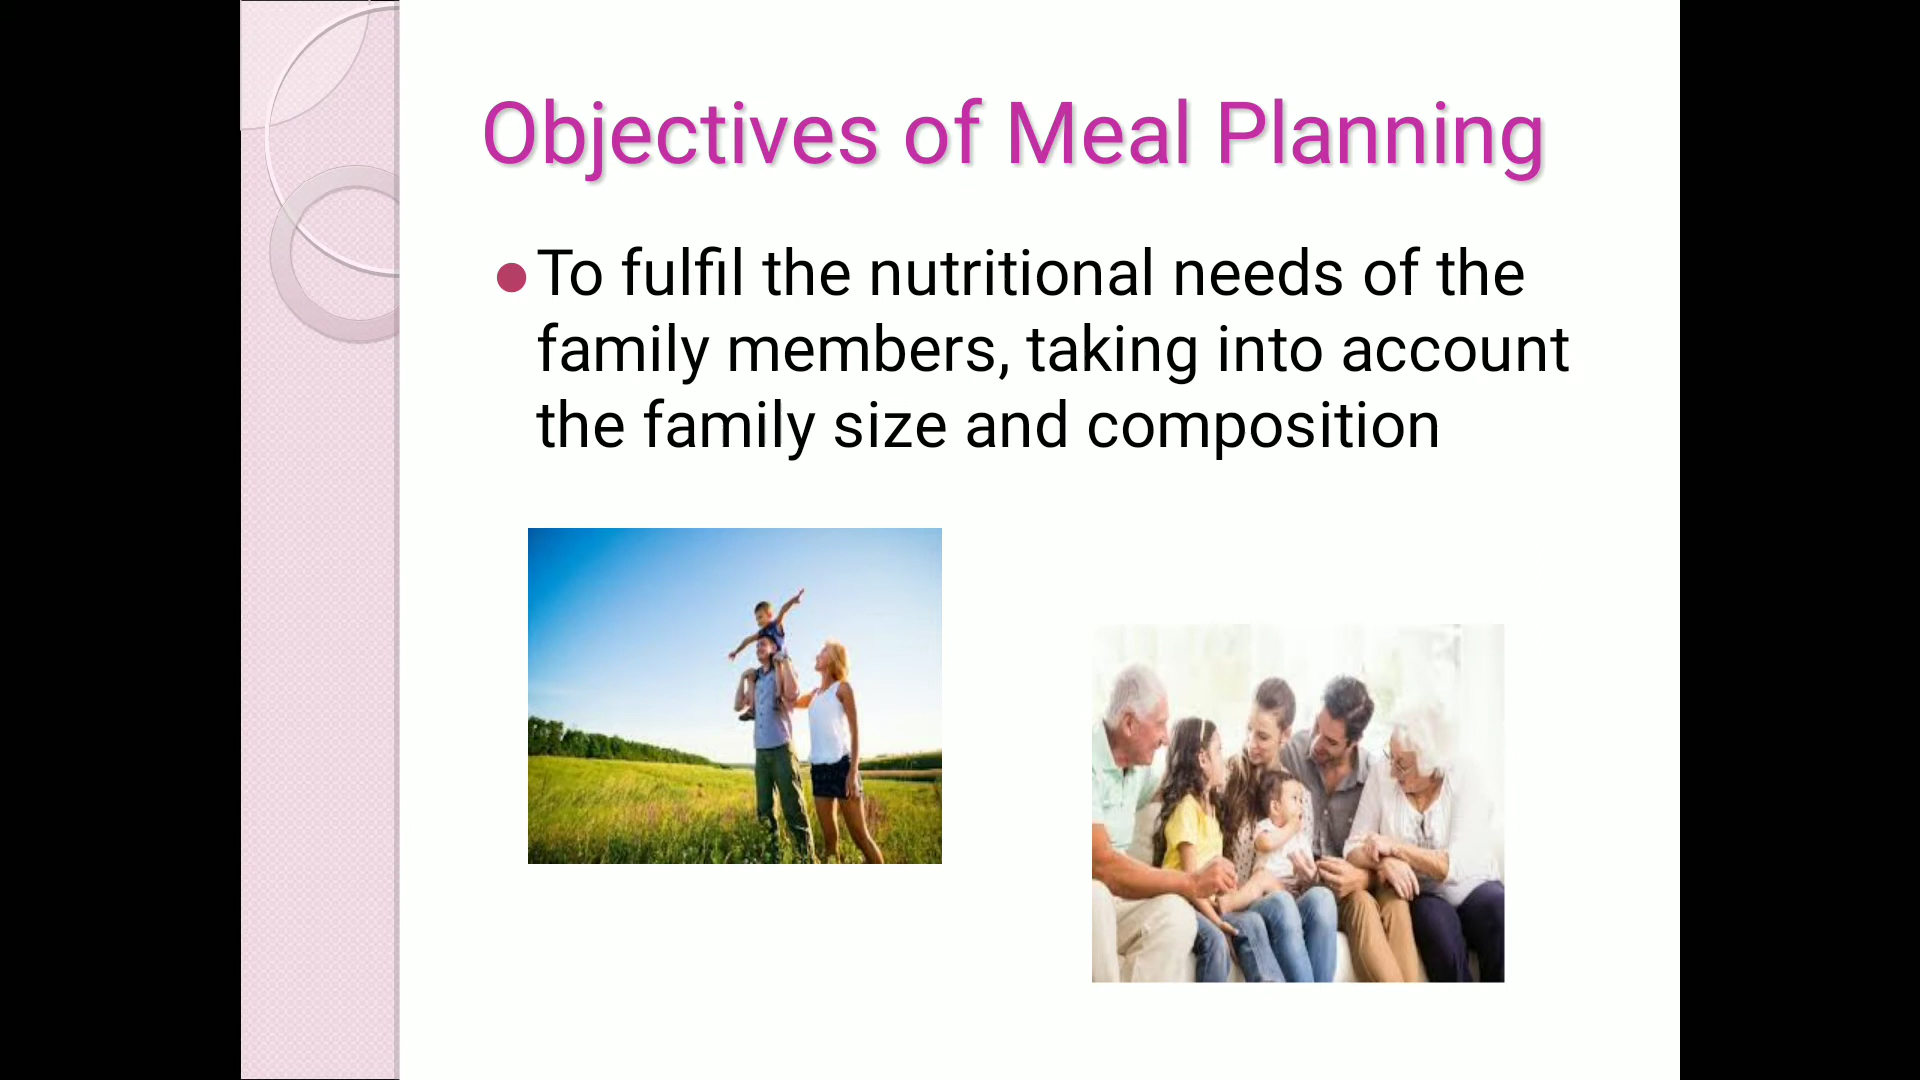 Objectives of Meal Planning
To fulfil the nutritional needs of the
family members, taking into account
the family size and composition